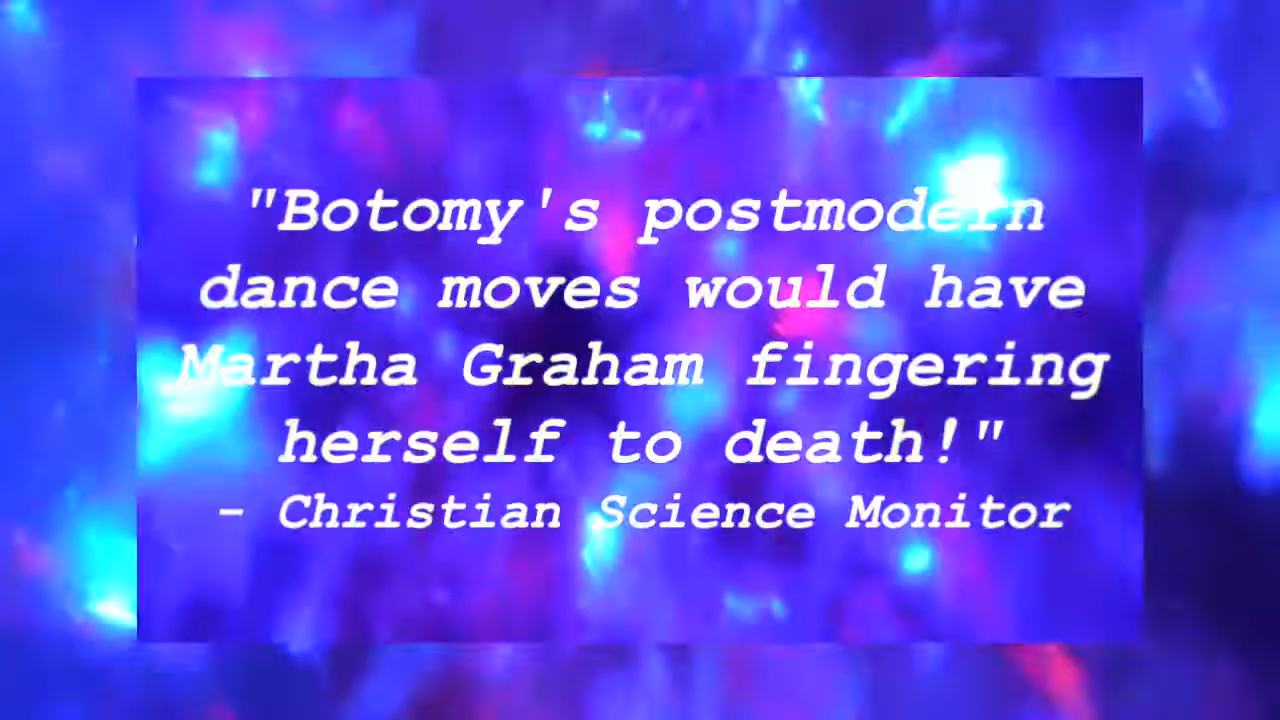 "Botomy's postmodern
dance moves would have
Martha Graham fingering
herself to death!"
- Christian Science Monitor